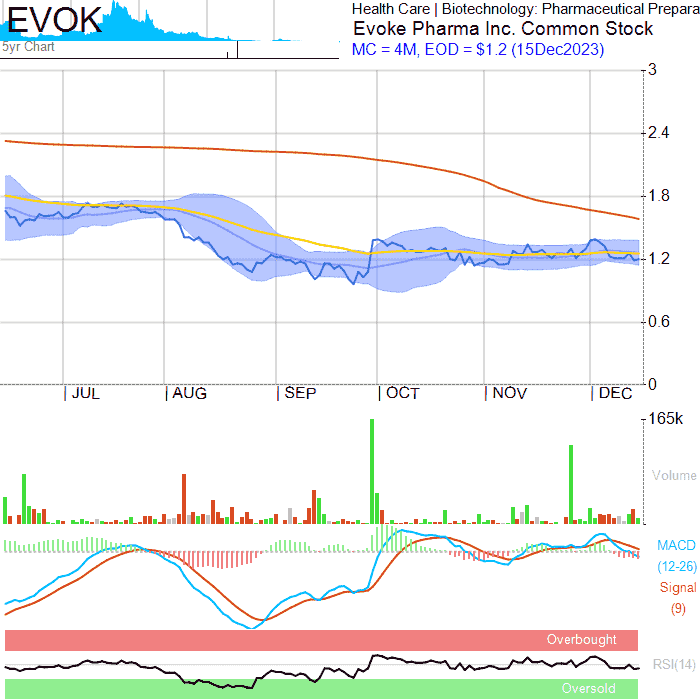 EVOK
5yr Chart
Health Care | Biotechnology: Pharmaceutical Prepara
Evoke Pharma Inc. Common Stock
MC = 4M, EOD = $1.2 (15Dec2023)
3
2.4
1.8
1.2
0.6
0
JUL AUG SEP OCT NOV DEC
165k
Volume
MACD
(12-26)
Signal
(9)
Overbought
RSI(14)
Oversold